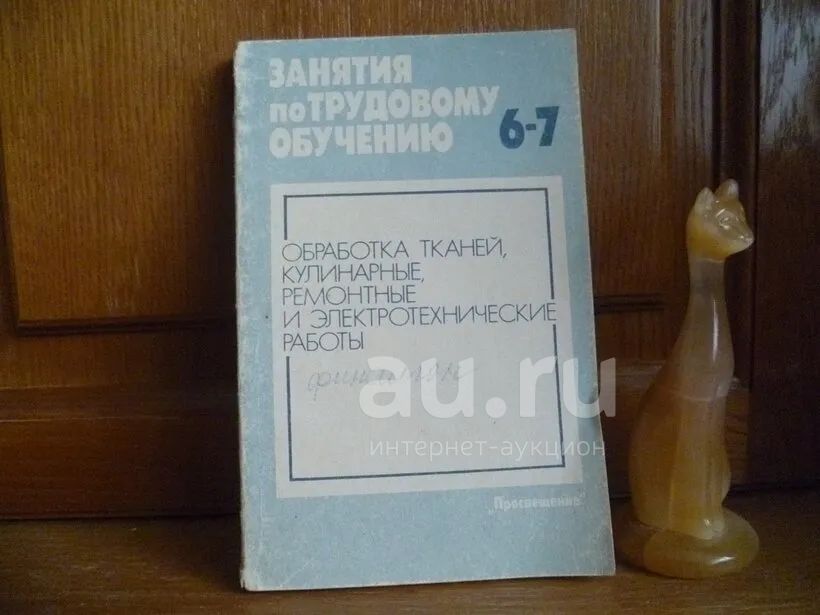 ЗАНЯТИЯ
по ТРУДОВОМУ
ОБУЧЕНИЮ 6-7
ОБРАБОТКА ТКАНЕЙ,
КУЛИНАРНЫЕ,
РЕМОНТНЫЕ
И ЭЛЕКТРОТЕХНИЧЕСКИЕ
РАБОТЫ
au.ru
интернет-аукцион
„Просвещение"